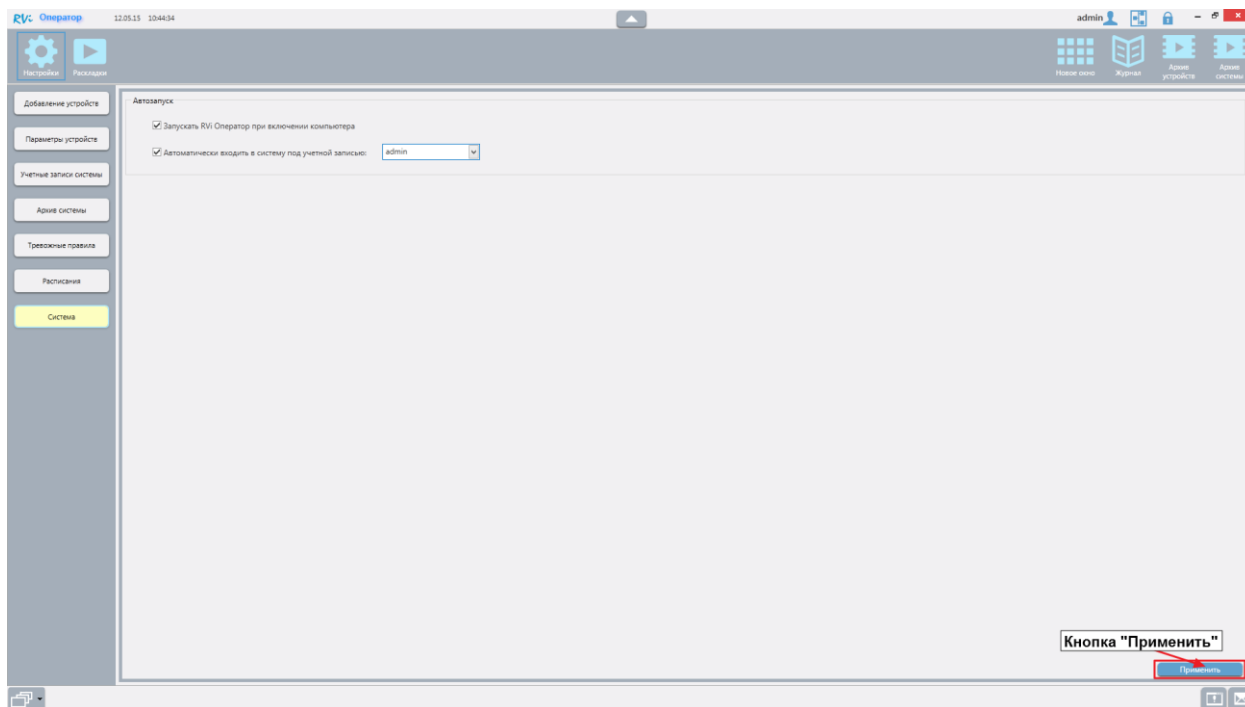 RVi Оператор 12.05.15 10:44:34 admin
Настройки Раскладки Новое окно Журнал Архив устройств Архив системы
Добавление устройств
Параметры устройств
Учетные записи системы
Архив системы
Тревожные правила
Расписания
Система
Автозапуск
Запускать RVi Оператор при включении компьютера
Автоматически входить в систему под учетной записью: admin
Кнопка "Применить"
Применить